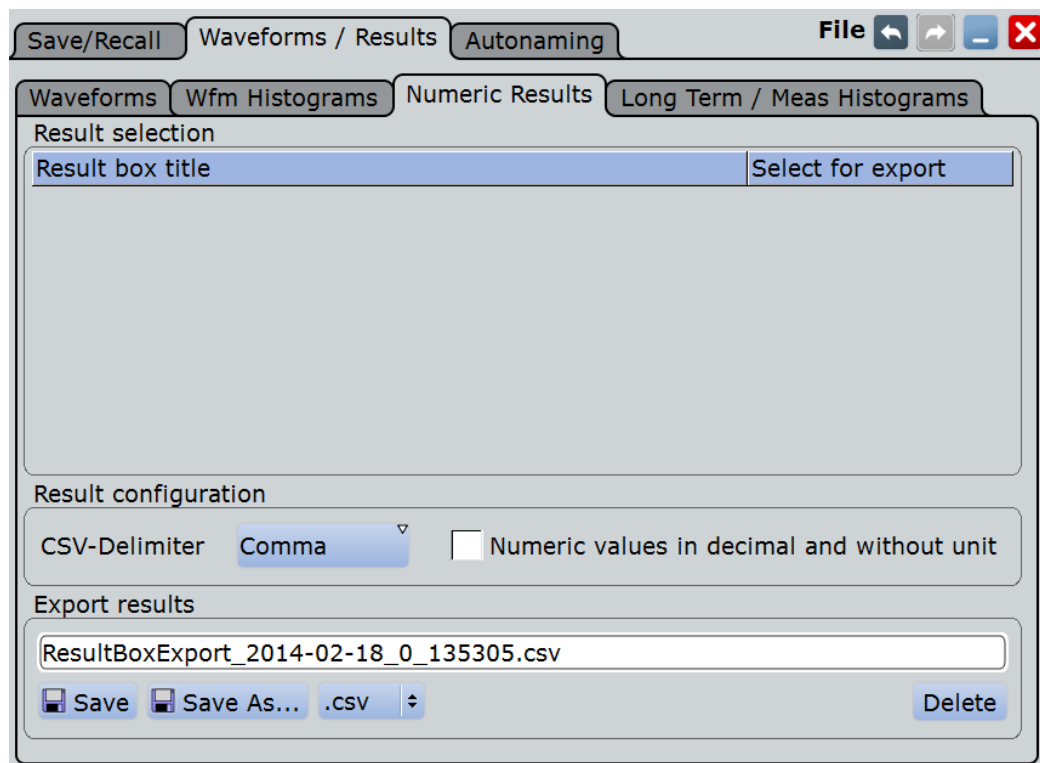 Save/Recall Waveforms / Results Autonaming File
Waveforms Wfm Histograms Numeric Results Long Term / Meas Histograms
Result selection
Result box title Select for export
Result configuration
CSV-Delimiter Comma Numeric values in decimal and without unit
Export results
ResultBoxExport_2014-02-18_0_135305.csv
Save Save As... .csv Delete